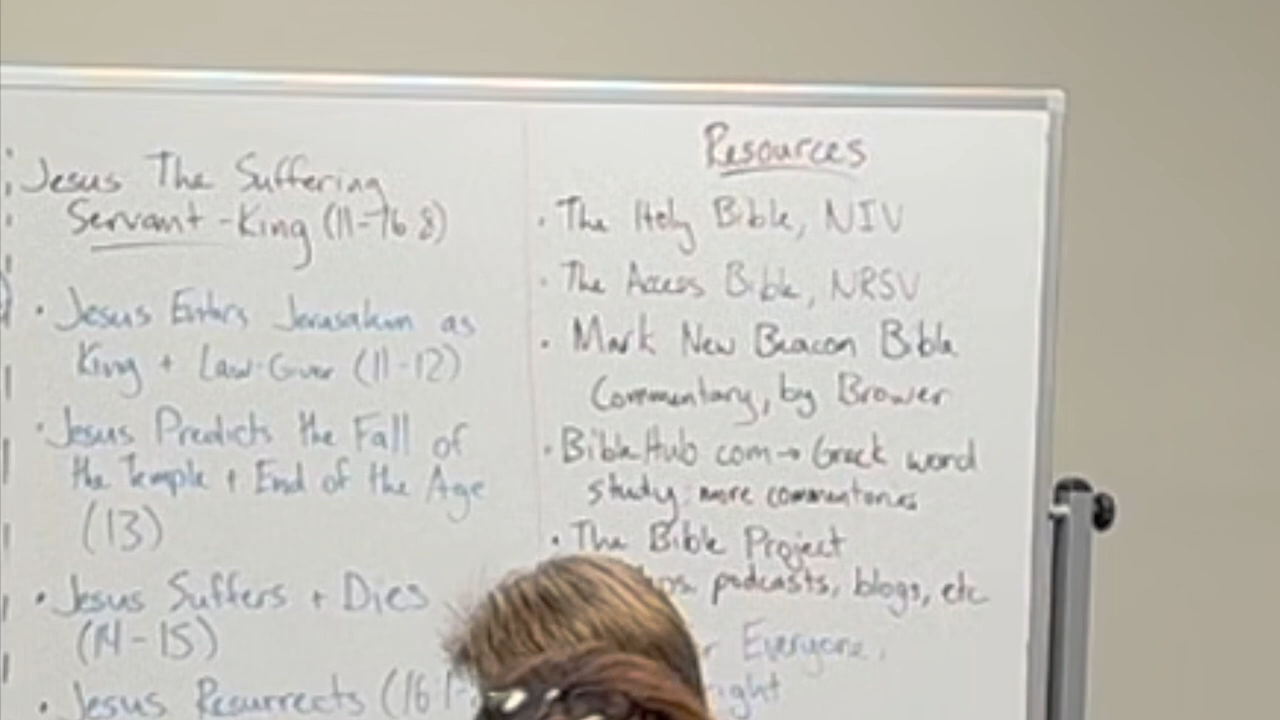 Jesus The Suffering
Servant-King (11-16 8)
• Jesus Enters Jerusalem as
King + Law-Giver (11-12)
• Jesus Predicts the Fall of
the Temple + End of the Age
(13)
• Jesus Suffers + Dies
(14-15)
• Jesus Resurrects (16 1-
Resources
• The Holy Bible, NIV
• The Access Bible, NRSV
• Mark New Beacon Bible
Commentary, by Brower
• BibleHub com → Greek word
study, more commentaries
• The Bible Project
podcasts, blogs, etc
Everyone,